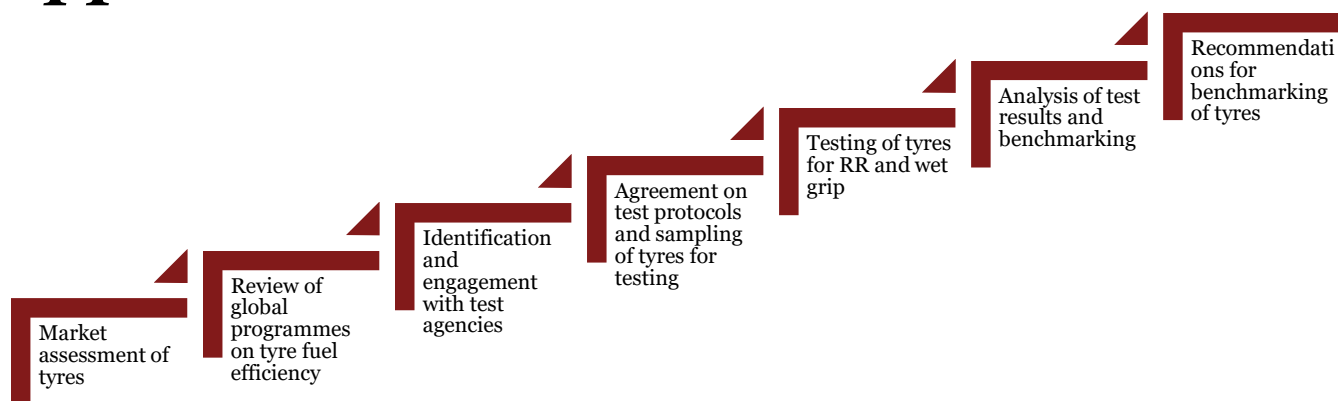 Market
assessment of
tyres
Review of
global
programmes
on tyre fuel
efficiency
Identification
and
engagement
with test
agencies
Agreement on
test protocols
and sampling
of tyres for
testing
Testing of tyres
for RR and wet
grip
Analysis of test
results and
benchmarking
Recommendati
ons for
benchmarking
of tyres